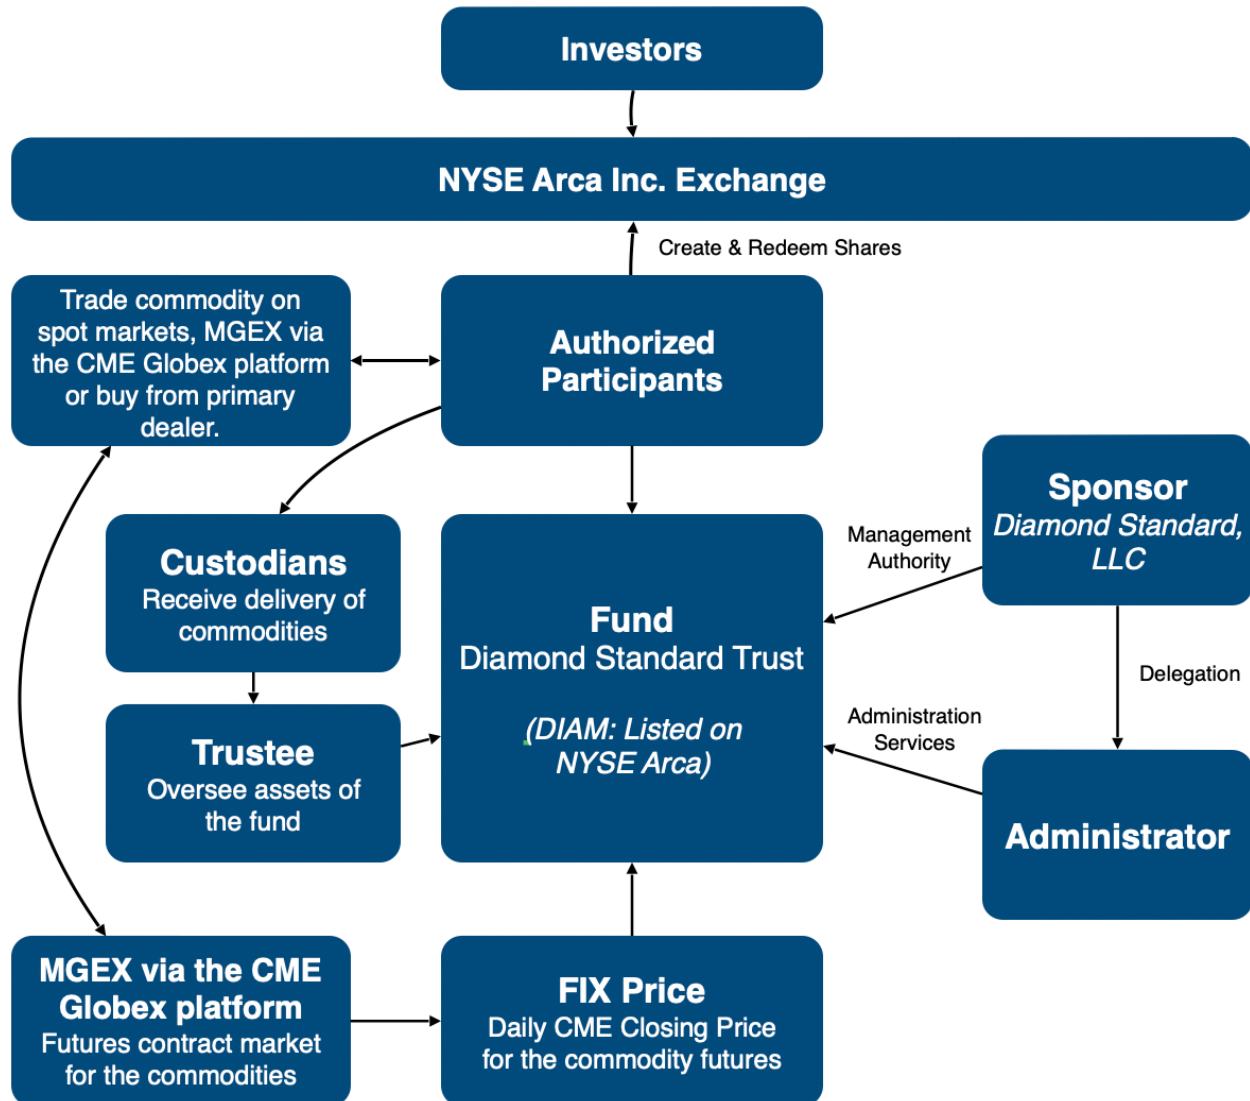 Investors
NYSE Arca Inc. Exchange
Create & Redeem Shares
Trade commodity on
spot markets, MGEX via
the CME Globex platform
or buy from primary
dealer.
Authorized
Participants
Sponsor
Diamond Standard,
LLC
Custodians
Receive delivery of
commodities
Management
Authority
Fund
Diamond Standard Trust
(DIAM: Listed on
NYSE Arca)
Delegation
Trustee
Oversee assets of
the fund
Administration
Services
Administrator
MGEX via the CME
Globex platform
Futures contract market
for the commodities
FIX Price
Daily CME Closing Price
for the commodity futures